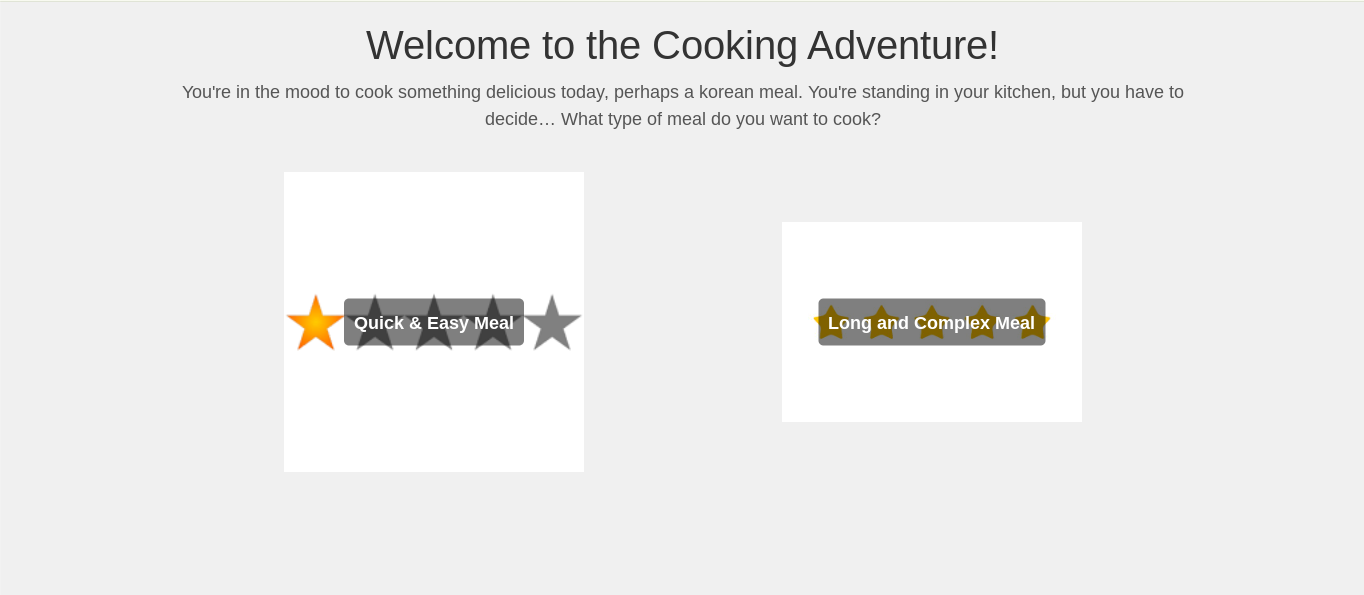 Welcome to the Cooking Adventure!
You're in the mood to cook something delicious today, perhaps a korean meal. You're standing in your kitchen, but you have to
decide… What type of meal do you want to cook?
Quick & Easy Meal
Long and Complex Meal